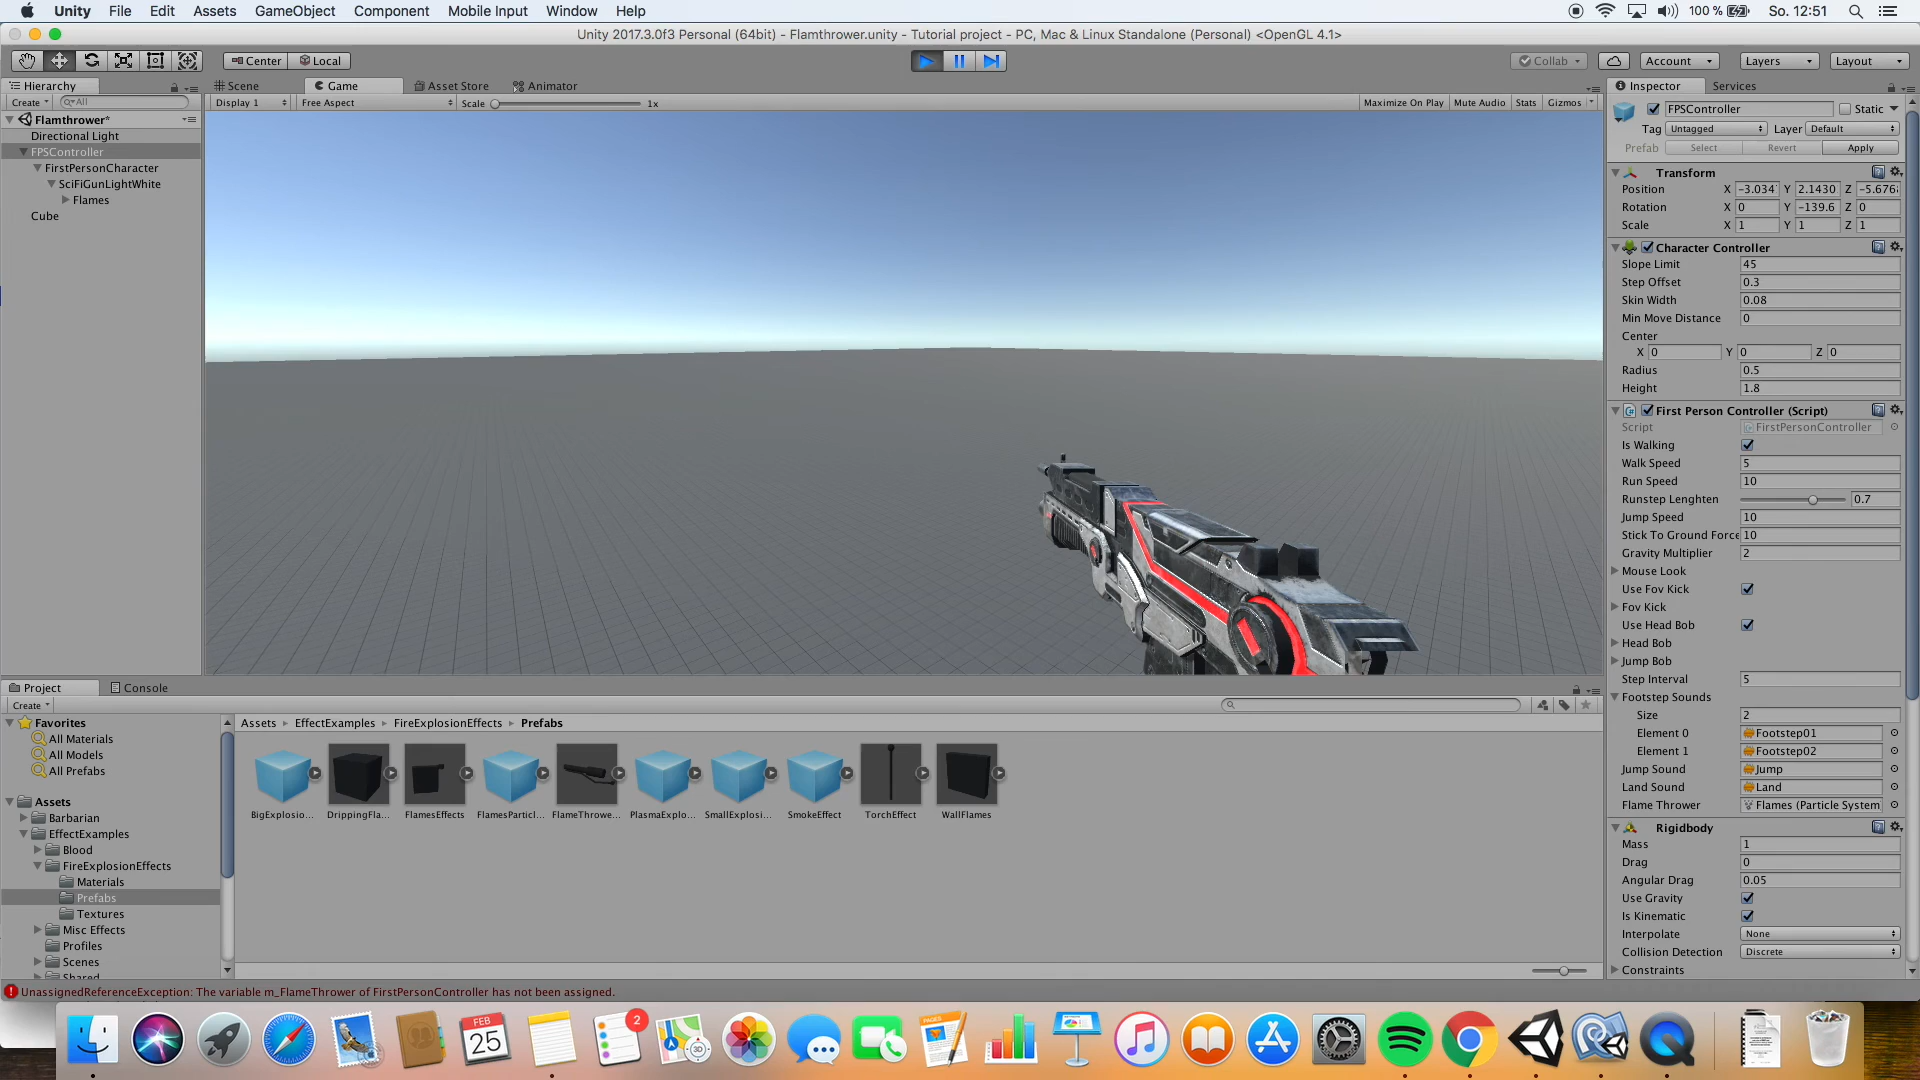 Unity File Edit Assets GameObject Component Mobile Input Window Help 100 % So. 12:51
Unity 2017.3.0f3 Personal (64bit) - Flamthrower.unity - Tutorial project - PC, Mac & Linux Standalone (Personal) <OpenGL 4.1>
Center Local Collab Account Layers Layout
Hierarchy Scene Game Asset Store Animator Inspector Services
Create All Display 1 Free Aspect Scale 1x Maximize On Play Mute Audio Stats Gizmos
FPSController Static
Flamthrower*
Tag Untagged Layer Default
Directional Light
Prefab Select Revert Apply
FPSController
FirstPersonCharacter
Transform
SciFiGunLightWhite
Position X -3.034 Y 2.1430 Z -5.676
Flames
Rotation X 0 Y -139.6 Z 0
Cube
Scale X 1 Y 1 Z 1
Character Controller
Slope Limit 45
Step Offset 0.3
Skin Width 0.08
Min Move Distance 0
Center
X 0 Y 0 Z 0
Radius 0.5
Height 1.8
First Person Controller (Script)
Script FirstPersonController
Is Walking
Walk Speed 5
Run Speed 10
Runstep Lenghten 0.7
Jump Speed 10
Stick To Ground Force 10
Gravity Multiplier 2
Mouse Look
Use Fov Kick
Fov Kick
Use Head Bob
Head Bob
Jump Bob
Step Interval 5
Footstep Sounds
Size 2
Element 0 Footstep01
Element 1 Footstep02
Jump Sound Jump
Land Sound Land
Flame Thrower Flames (Particle System
Rigidbody
Mass 1
Drag 0
Angular Drag 0.05
Use Gravity
Is Kinematic
Interpolate None
Collision Detection Discrete
Constraints
Project Console
Create
Favorites
All Materials
All Models
All Prefabs
Assets
Barbarian
EffectExamples
Blood
FireExplosionEffects
Materials
Prefabs
Textures
Misc Effects
Profiles
Scenes
Shared
Assets EffectExamples FireExplosionEffects Prefabs
BigExplosio... DrippingFla... FlamesEffects FlamesParticl... FlameThrowe... PlasmaExplo... SmallExplosi... SmokeEffect TorchEffect WallFlames
UnassignedReferenceException: The variable m_FlameThrower of FirstPersonController has not been assigned.
FEB
25
2
3D
PAGES